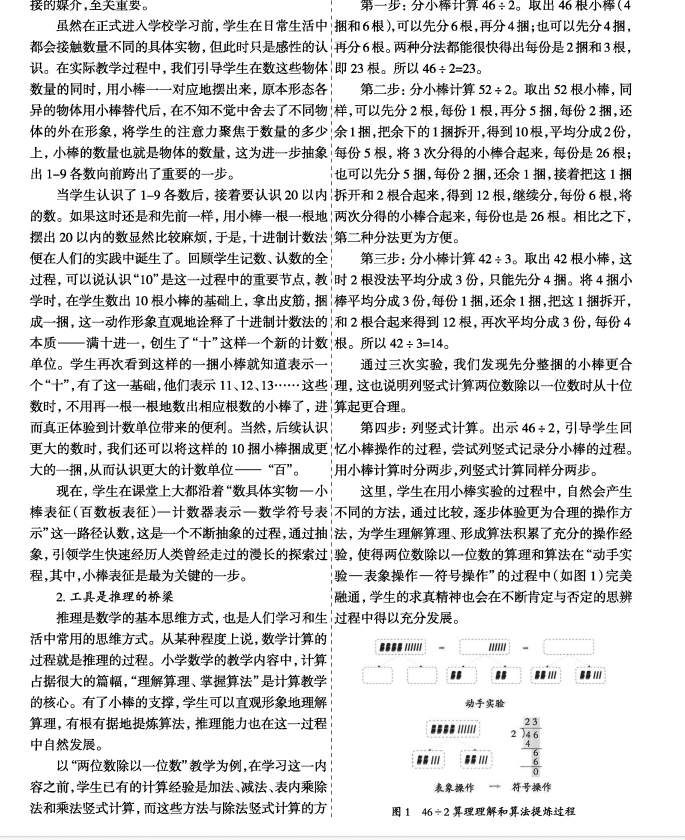 接的媒介,至关重要。
虽然在正式进入学校学习前,学生在日常生活中
都会接触数量不同的具体实物,但此时只是感性的认
识。在实际教学过程中,我们引导学生在数这些物体
数量的同时,用小棒一一对应地摆出来,原本形态各
异的物体用小棒替代后,在不知不觉中舍去了不同物
体的外在形象,将学生的注意力聚焦于数量的多少
上,小棒的数量也就是物体的数量,这为进一步抽象
出 1–9 各数向前跨出了重要的一步。
当学生认识了 1–9 各数后,接着要认识 20 以内
的数。如果这时还是和先前一样,用小棒一根一根地
摆出 20 以内的数显然比较麻烦,于是,十进制计数法
便在人们的实践中诞生了。回顾学生记数、认数的全
过程,可以说认识“10”是这一过程中的重要节点,教
学时,在学生数出 10 根小棒的基础上,拿出皮筋,捆
成一捆,这一动作形象直观地诠释了十进制计数法的
本质——满十进一,创生了“十”这样一个新的计数
单位。学生再次看到这样的一捆小棒就知道表示一
个“十”,有了这一基础,他们表示 11、12、13……这些
数时,不用再一根一根地数出相应根数的小棒了,进
而真正体验到计数单位带来的便利。当然,后续认识
更大的数时,我们还可以将这样的 10 捆小棒捆成更
大的一捆,从而认识更大的计数单位——“百”。
现在,学生在课堂上大都沿着“数具体实物—小
棒表征(百数板表征)—计数器表示—数学符号表
示”这一路径认数,这是一个不断抽象的过程,通过抽
象,引领学生快速经历人类曾经走过的漫长的探索过
程,其中,小棒表征是最为关键的一步。
2. 工具是推理的桥梁
推理是数学的基本思维方式,也是人们学习和生
活中常用的思维方式。从某种程度上说,数学计算的
过程就是推理的过程。小学数学的教学内容中,计算
占据很大的篇幅,“理解算理、掌握算法”是计算教学
的核心。有了小棒的支撑,学生可以直观形象地理解
算理,有根有据地提炼算法,推理能力也在这一过程
中自然发展。
以“两位数除以一位数”教学为例,在学习这一内
容之前,学生已有的计算经验是加法、减法、表内乘除
法和乘法竖式计算,而这些方法与除法竖式计算的方
第一步:分小棒计算 46÷2。取出 46 根小棒(4
捆和6根),可以先分6根,再分4捆;也可以先分4捆,
再分6根。两种分法都能很快得出每份是2捆和3根,
即 23 根。所以 46÷2=23。
第二步:分小棒计算 52÷2。取出 52 根小棒,同
样,可以先分 2 根,每份 1 根,再分 5 捆,每份 2 捆,还
余1捆,把余下的1捆拆开,得到10根,平均分成2份,
每份 5 根,将 3 次分得的小棒合起来,每份是 26 根;
也可以先分 5 捆,每份 2 捆,还余 1 捆,接着把这 1 捆
拆开和 2 根合起来,得到 12 根,继续分,每份 6 根,将
两次分得的小棒合起来,每份也是 26 根。相比之下,
第二种分法更为方便。
第三步:分小棒计算 42÷3。取出 42 根小棒,这
时 2 根没法平均分成 3 份,只能先分 4 捆。将 4 捆小
棒平均分成 3 份,每份 1 捆,还余 1 捆,把这 1 捆拆开,
和 2 根合起来得到 12 根,再次平均分成 3 份,每份 4
根。所以 42÷3=14。
通过三次实验,我们发现先分整捆的小棒更合
理,这也说明列竖式计算两位数除以一位数时从十位
算起更合理。
第四步:列竖式计算。出示 46÷2,引导学生回
忆小棒操作的过程,尝试列竖式记录分小棒的过程。
用小棒计算时分两步,列竖式计算同样分两步。
这里,学生在用小棒实验的过程中,自然会产生
不同的方法,通过比较,逐步体验更为合理的操作方
法,为学生理解算理、形成算法积累了充分的操作经
验,使得两位数除以一位数的算理和算法在“动手实
验—表象操作—符号操作”的过程中(如图 1)完美
融通,学生的求真精神也会在不断肯定与否定的思辨
过程中得以充分发展。
动手实验
2 3
2 )4 6
4
6
6
0
表象操作 → 符号操作
图 1 46÷2 算理理解和算法提炼过程